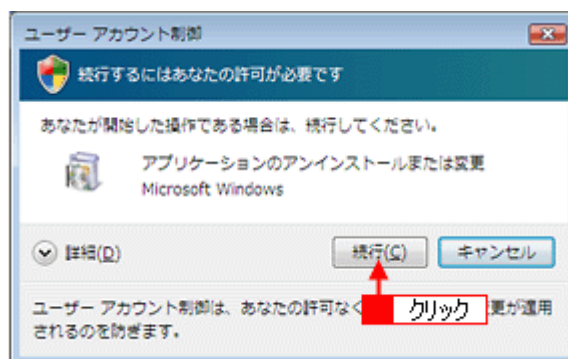 ユーザー アカウント制御
続行するにはあなたの許可が必要です
あなたが開始した操作である場合は、続行してください。
アプリケーションのアンインストールまたは変更
Microsoft Windows
詳細(D) 続行(C) キャンセル
ユーザー アカウント制御は、あなたの許可なく クリック 更が適用
されるのを防ぎます。